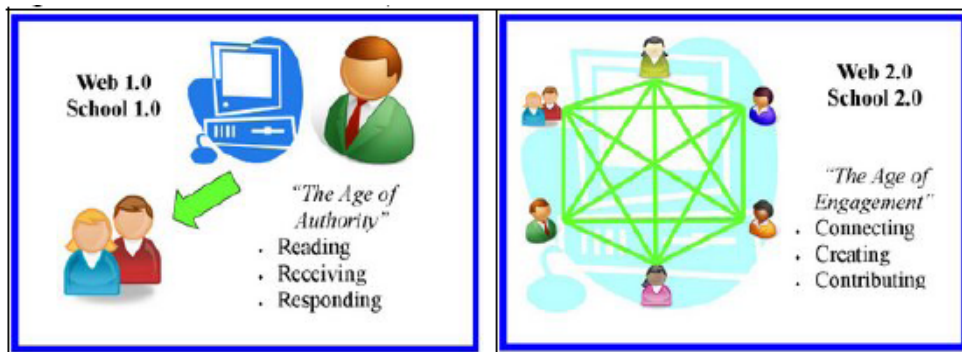 Web 1.0
School 1.0
“The Age of
Authority”
• Reading
• Receiving
• Responding
Web 2.0
School 2.0
“The Age of
Engagement”
• Connecting
• Creating
• Contributing